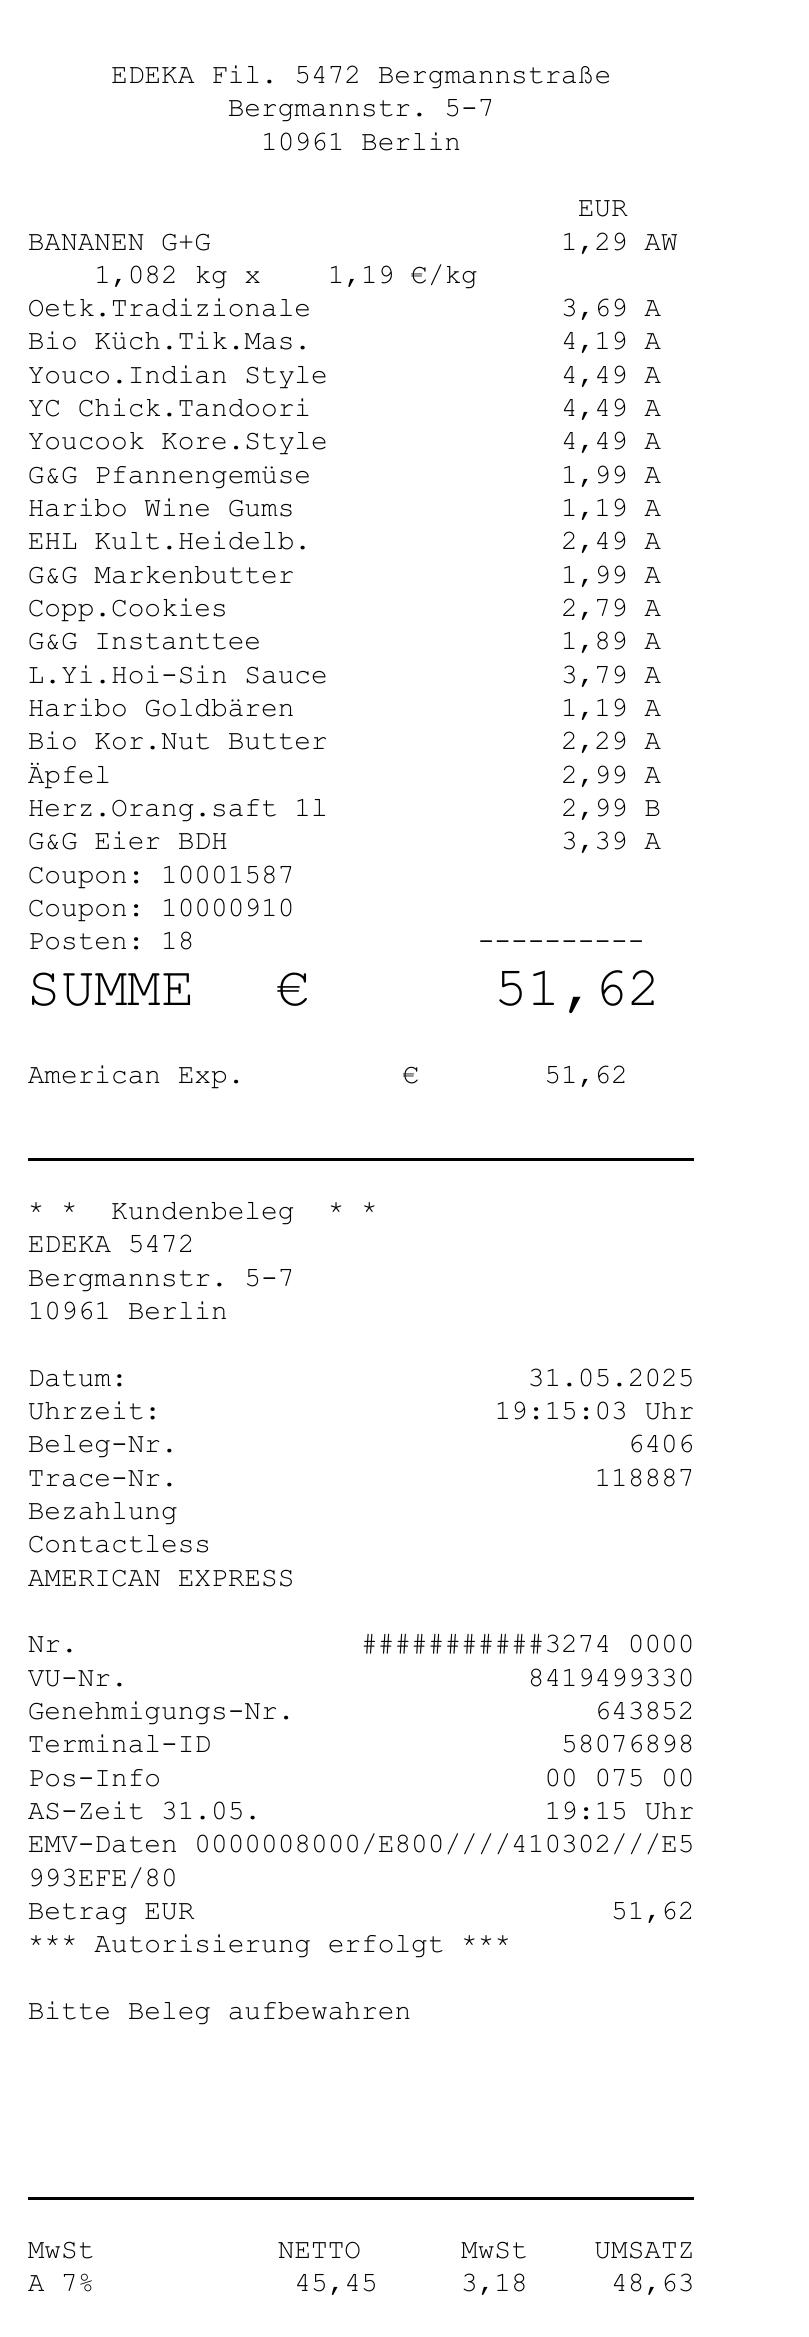 EDEKA Fil. 5472 Bergmannstraße
Bergmannstr. 5-7
10961 Berlin
EUR
BANANEN G+G 1,29 AW
1,082 kg x 1,19 €/kg
Oetk.Tradizionale 3,69 A
Bio Küch.Tik.Mas. 4,19 A
Youco.Indian Style 4,49 A
YC Chick.Tandoori 4,49 A
Youcook Kore.Style 4,49 A
G&G Pfannengemüse 1,99 A
Haribo Wine Gums 1,19 A
EHL Kult.Heidelb. 2,49 A
G&G Markenbutter 1,99 A
Copp.Cookies 2,79 A
G&G Instanttee 1,89 A
L.Yi.Hoi-Sin Sauce 3,79 A
Haribo Goldbären 1,19 A
Bio Kor.Nut Butter 2,29 A
Äpfel 2,99 A
Herz.Orang.saft 1l 2,99 B
G&G Eier BDH 3,39 A
Coupon: 10001587
Coupon: 10000910
Posten: 18 ----------
SUMME € 51,62
American Exp. € 51,62
* * Kundenbeleg * *
EDEKA 5472
Bergmannstr. 5-7
10961 Berlin
Datum: 31.05.2025
Uhrzeit: 19:15:03 Uhr
Beleg-Nr. 6406
Trace-Nr. 118887
Bezahlung
Contactless
AMERICAN EXPRESS
Nr. ###########3274 0000
VU-Nr. 8419499330
Genehmigungs-Nr. 643852
Terminal-ID 58076898
Pos-Info 00 075 00
AS-Zeit 31.05. 19:15 Uhr
EMV-Daten 0000008000/E800////410302///E5
993EFE/80
Betrag EUR 51,62
*** Autorisierung erfolgt ***
Bitte Beleg aufbewahren
MwSt NETTO MwSt UMSATZ
A 7% 45,45 3,18 48,63